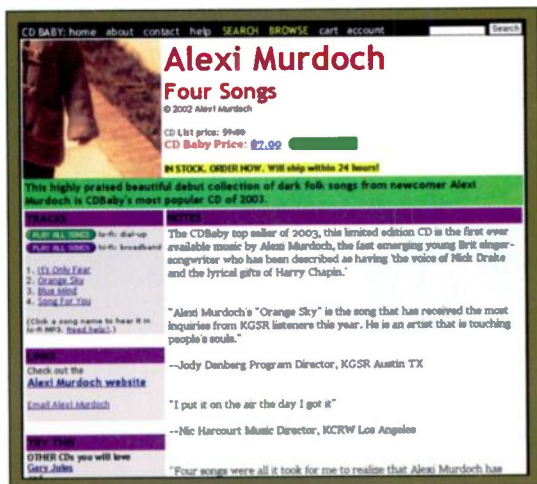 CD BABY: home about contact help SEARCH BROWSE cart account Search
Alexi Murdoch
Four Songs
© 2002 Alexi Murdoch
CD List price: $9.00
CD Baby Price: $7.99
IN STOCK. ORDER NOW. Will ship within 24 hours!
This highly praised beautiful debut collection of dark folk songs from newcomer Alexi
Murdoch is CDBaby's most popular CD of 2003.
TRACKS
PLAY ALL SONGS lo-fi: dial-up
PLAY ALL SONGS hi-fi: broadband
1. It's Only Fear
2. Orange Sky
3. Blue Mind
4. Song For You
(Click a song name to hear it in
lo-fi MP3. Need help?.)
LINKS
Check out the
Alexi Murdoch website
Email Alexi Murdoch
TRY THIS
OTHER CDs you will love
Gary Jules
NOTES
The CDBaby top seller of 2003, this limited edition CD is the first ever
available music by Alexi Murdoch, the fast emerging young Brit singer-
songwriter who has been described as having 'the voice of Nick Drake
and the lyrical gifts of Harry Chapin.'
"Alexi Murdoch's "Orange Sky" is the song that has received the most
inquiries from KGSR listeners this year. He is an artist that is touching
people's souls."
--Jody Denberg Program Director, KGSR Austin TX
"I put it on the air the day I got it"
--Nic Harcourt Music Director, KCRW Los Angeles
"Four songs were all it took for me to realize that Alexi Murdoch has